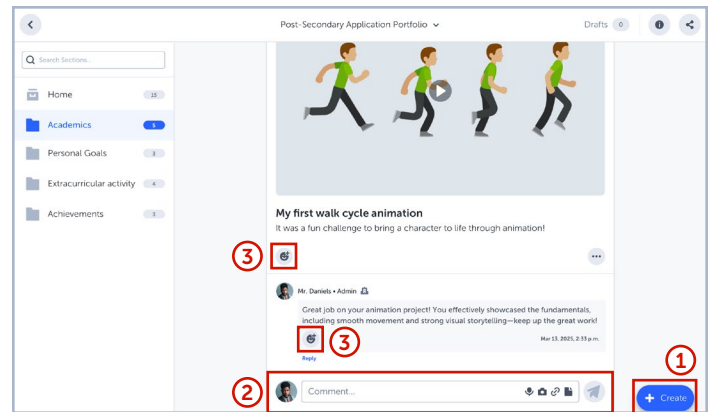 Post-Secondary Application Portfolio
Drafts 0
Search Sections...
Home 15
Academics 5
Personal Goals 3
Extracurricular activity 4
Achievements 3
My first walk cycle animation
It was a fun challenge to bring a character to life through animation!
3
Mr. Daniels • Admin
Great job on your animation project! You effectively showcased the fundamentals,
including smooth movement and strong visual storytelling—keep up the great work!
3
Mar 13, 2025, 2:33 p.m.
Reply
1
2
Comment...
+ Create